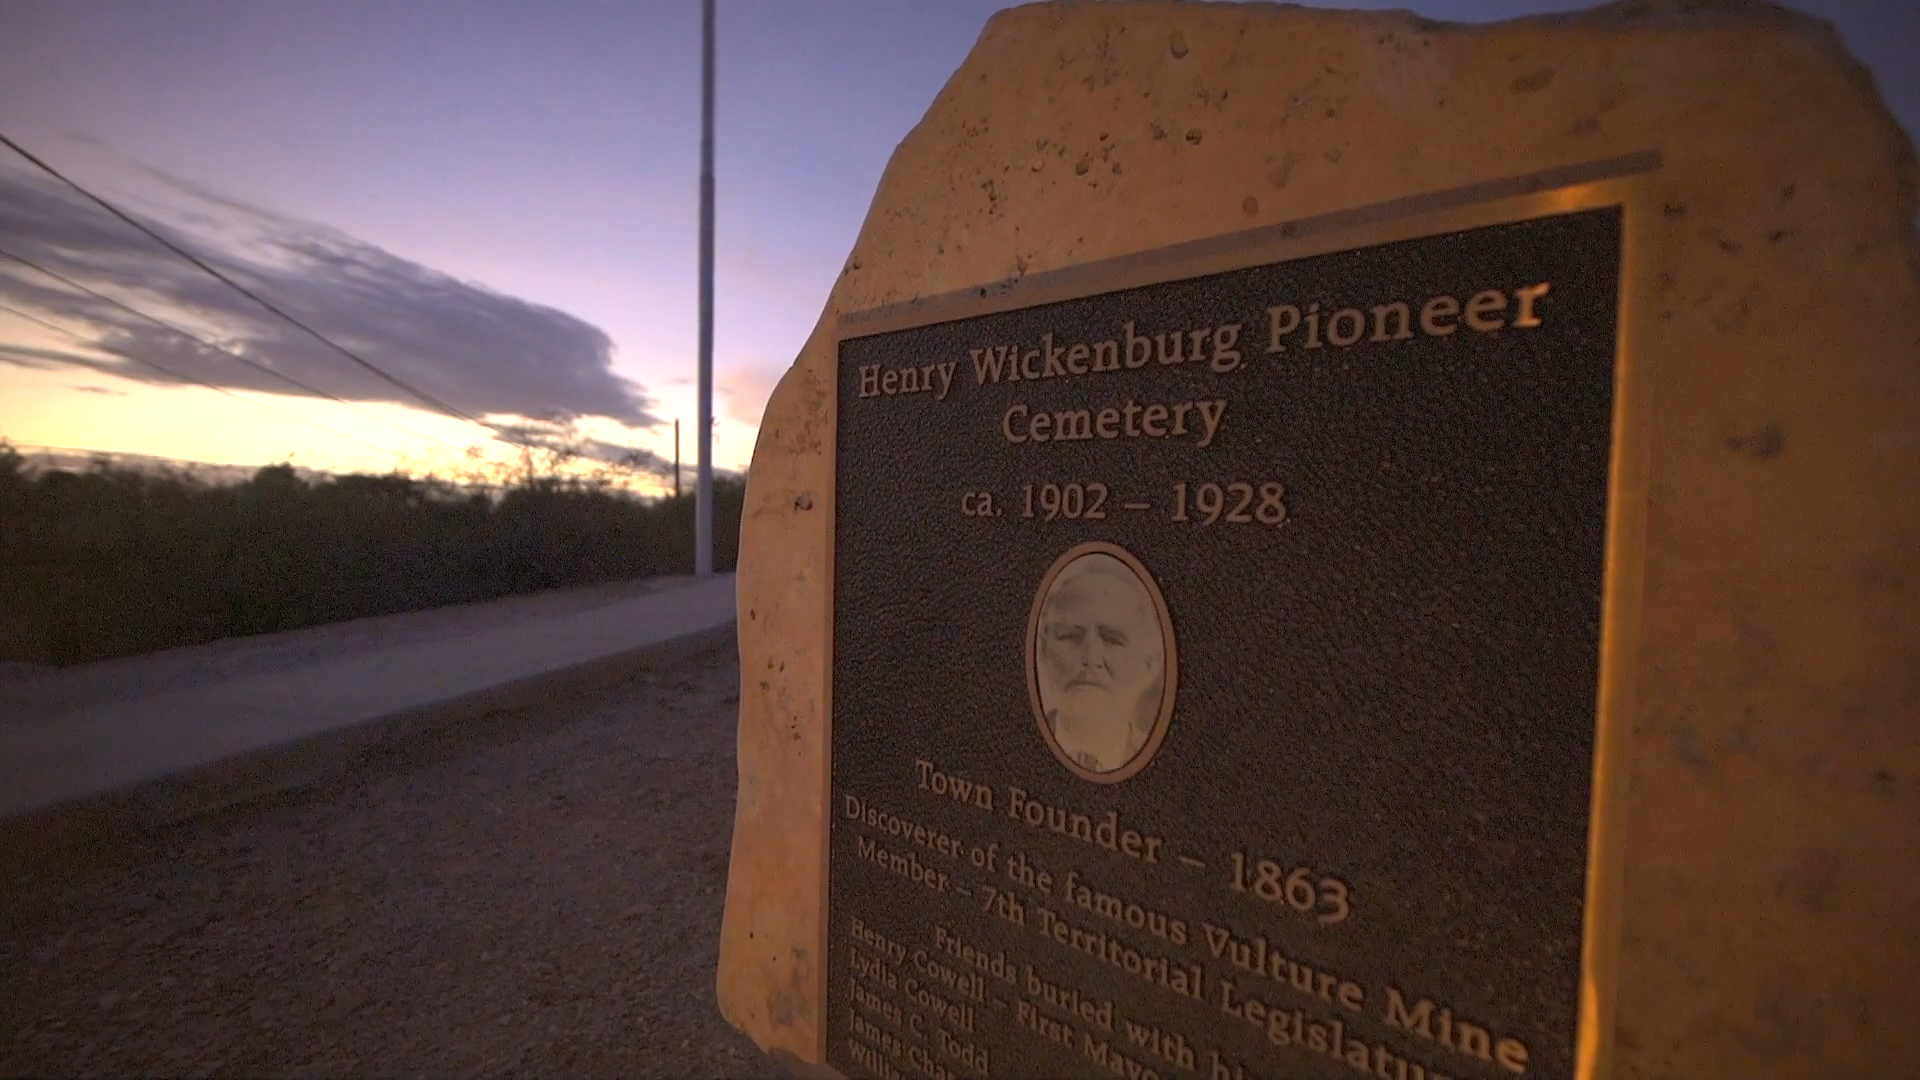 Henry Wickenburg Pioneer
Cemetery
ca. 1902 – 1928
Town Founder – 1863
Discoverer of the famous Vulture Mine
Member – 7th Territorial
Friends buried with
Henry Cowell – First
Lydia Cowell
James C. Todd
James